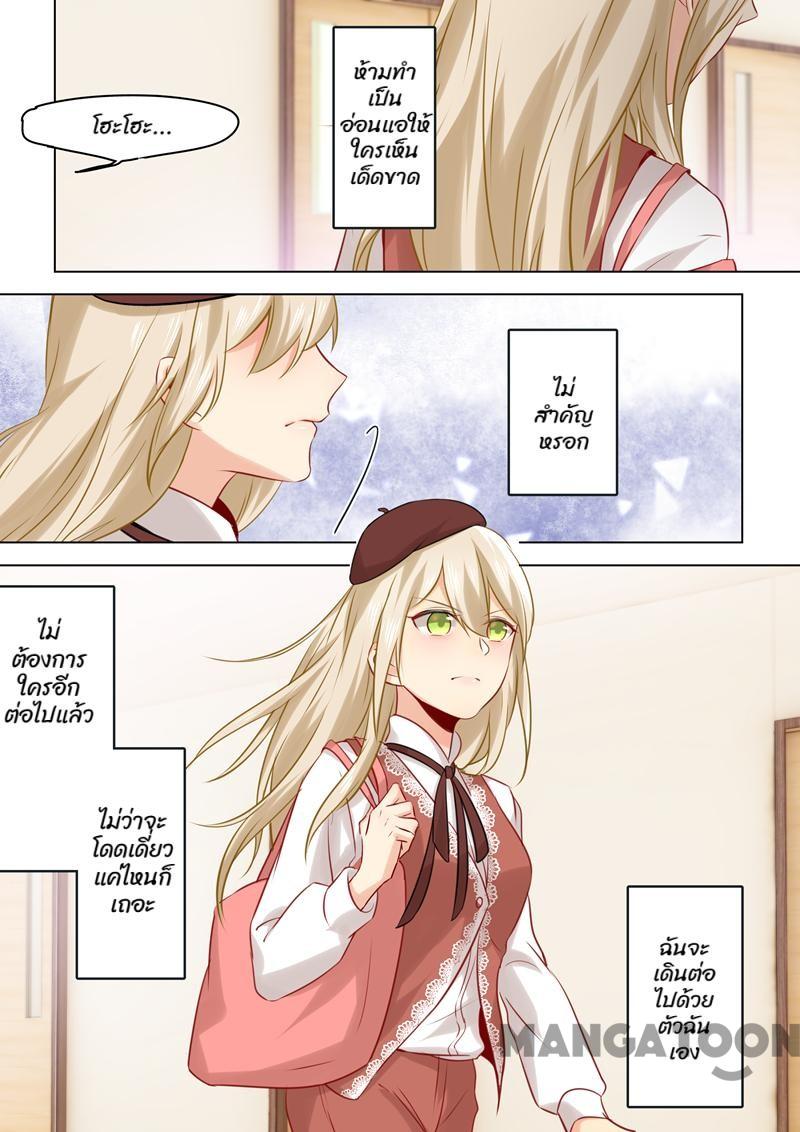 โฮะโฮะ...
ห้ามทำ
เป็น
อ่อนแอให้
ใครเห็น
เด็ดขาด
ไม่
สำคัญ
หรอก
ไม่
ต้องการ
ใครอีก
ต่อไปแล้ว
ไม่ว่าจะ
โดดเดี่ยว
แค่ไหนก็
เถอะ
ฉันจะ
เดินต่อ
ไปด้วย
ตัวฉัน
เอง
MANGATOON